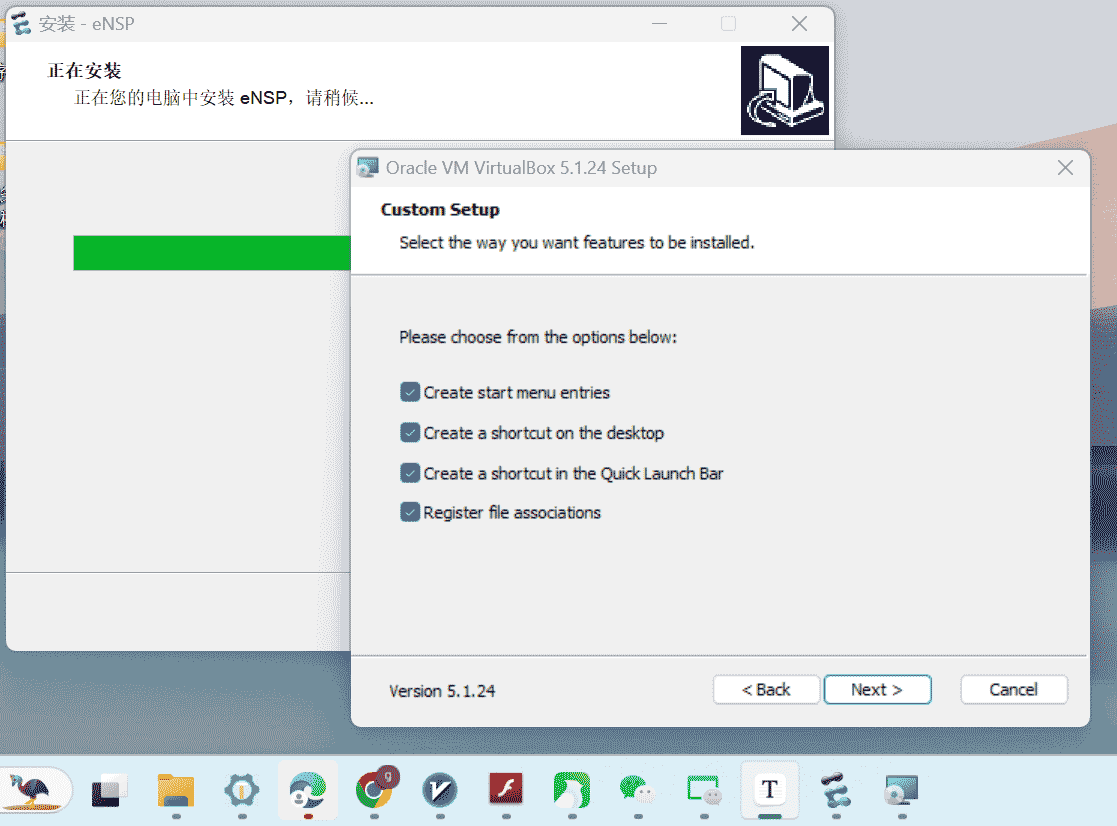 安装 - eNSP
正在安装
正在您的电脑中安装 eNSP，请稍候...
Oracle VM VirtualBox 5.1.24 Setup
Custom Setup
Select the way you want features to be installed.
Please choose from the options below:
Create start menu entries
Create a shortcut on the desktop
Create a shortcut in the Quick Launch Bar
Register file associations
Version 5.1.24
< Back
Next >
Cancel
g
T